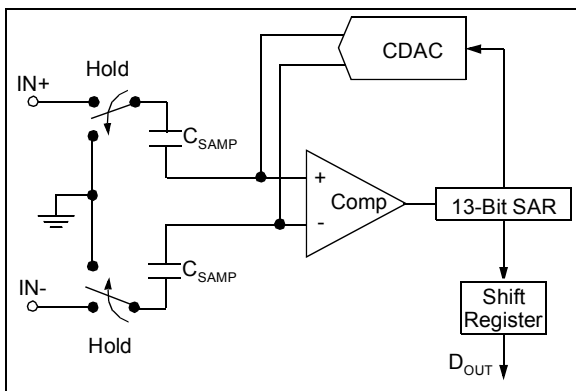 CDAC
Hold
IN+
C_SAMP
+
Comp
-
13-Bit SAR
C_SAMP
IN-
Hold
Shift
Register
D_OUT